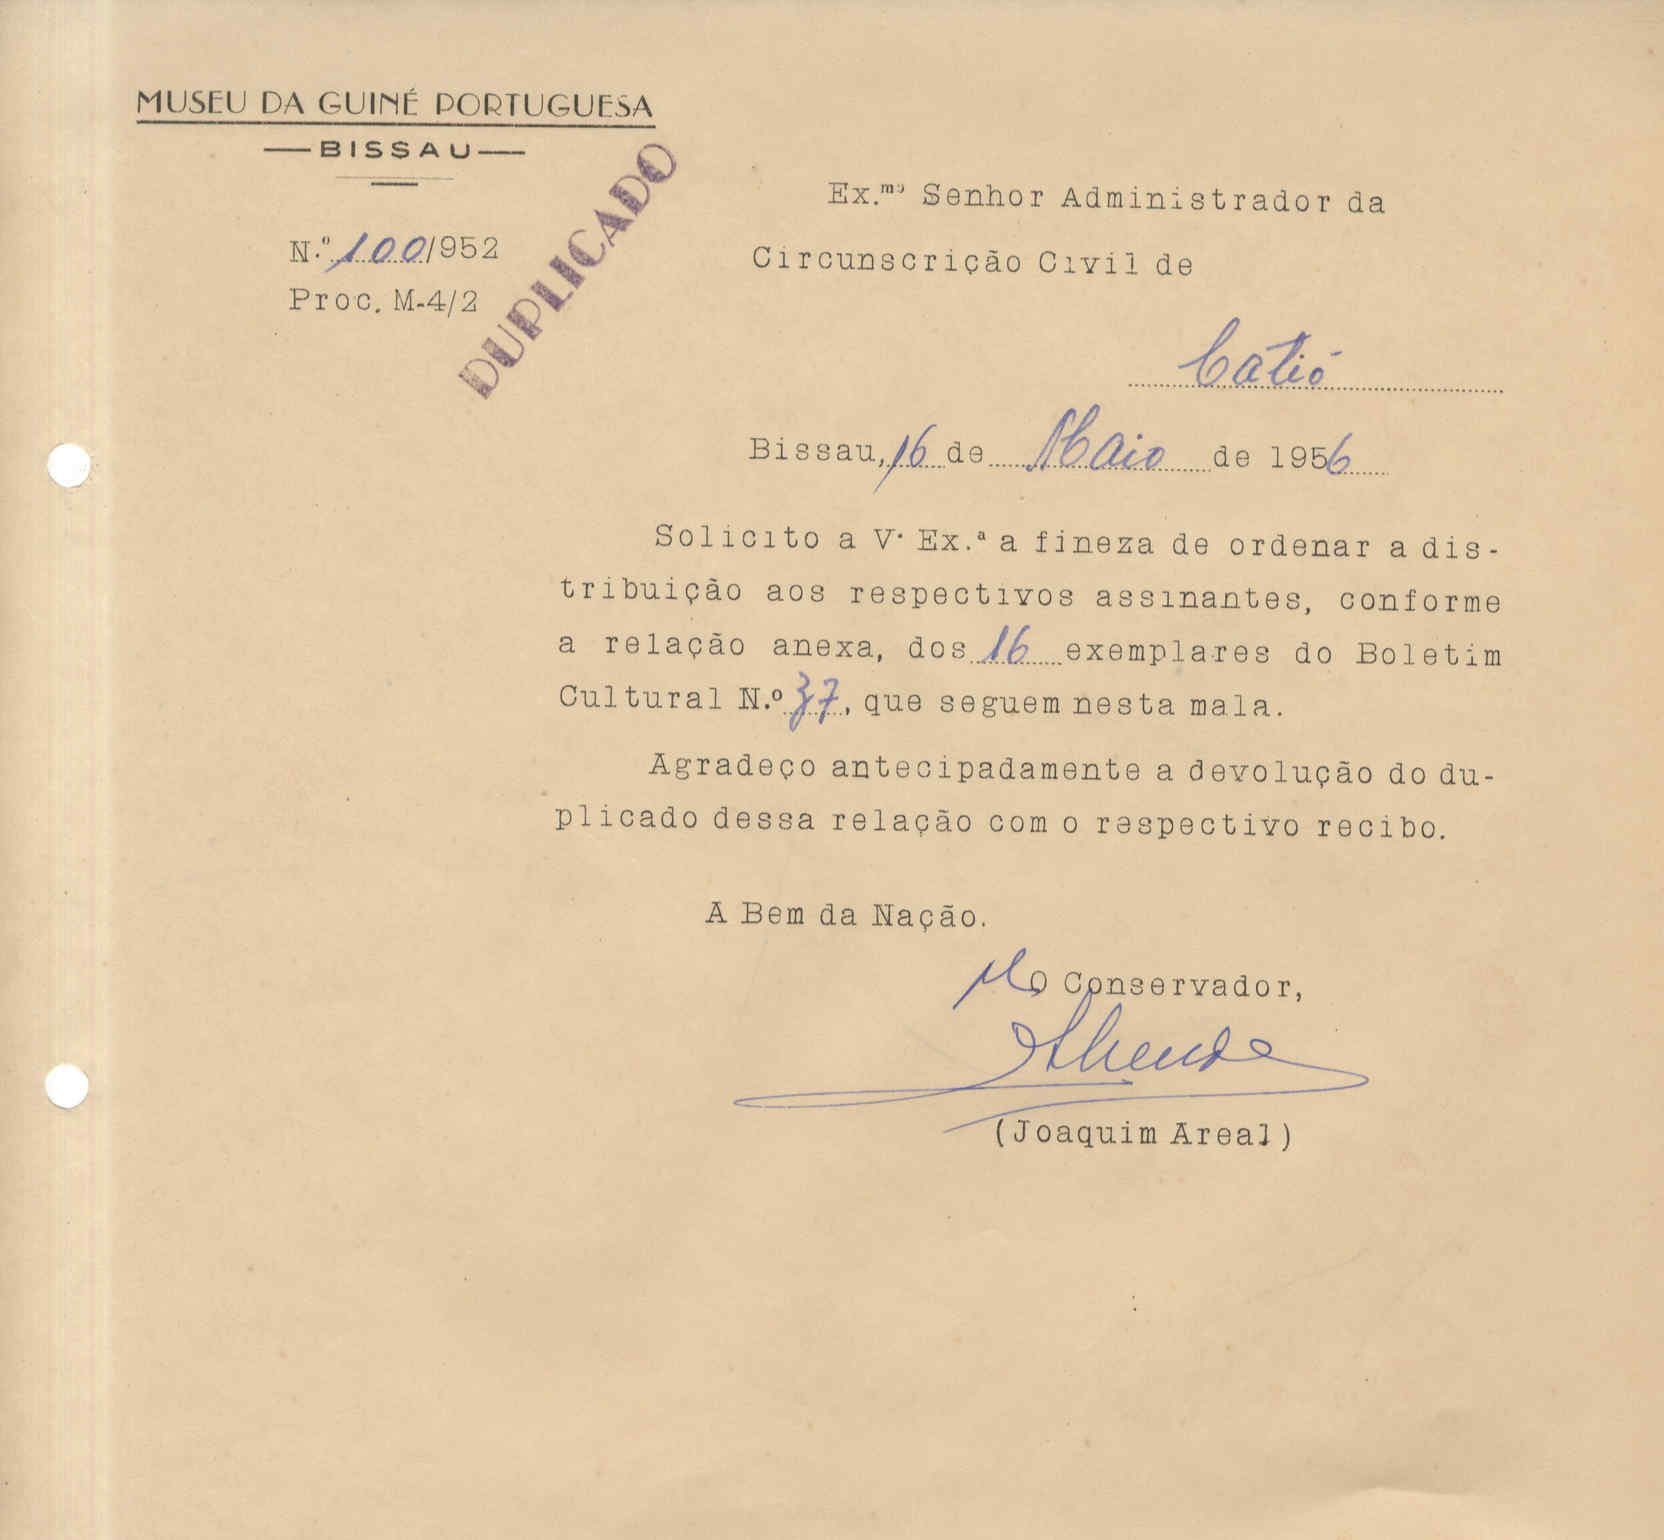 MUSEU DA GUINÉ PORTUGUESA
BISSAU
N.º 100/952
Proc. M-4/2
DUPLICADO
Ex.mº Senhor Administrador da
Circunscrição Civil de
Catió
Bissau, 16 de Maio de 1956
Solicito a V. Ex.ª a fineza de ordenar a dis-
tribuição aos respectivos assinantes, conforme
a relação anexa, dos 16 exemplares do Boletim
Cultural N.º 37, que seguem nesta mala.
Agradeço antecipadamente a devolução do du-
plicado dessa relação com o respectivo recibo.
A Bem da Nação.
O Conservador,
(Joaquim Areal)